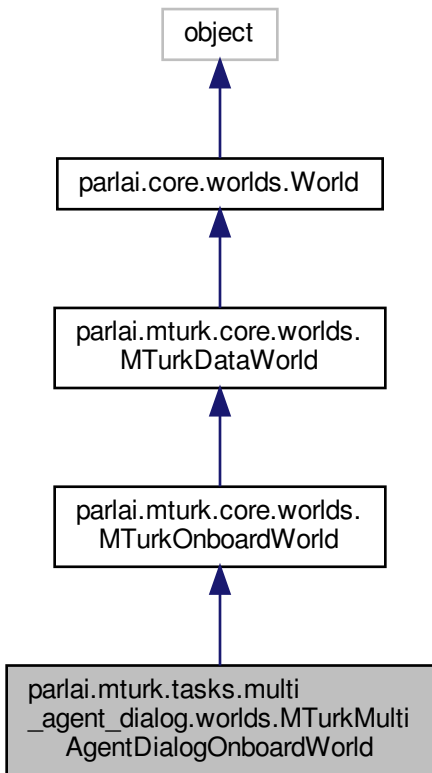 object
parlai.core.worlds.World
parlai.mturk.core.worlds.
MTurkDataWorld
parlai.mturk.core.worlds.
MTurkOnboardWorld
parlai.mturk.tasks.multi
_agent_dialog.worlds.MTurkMulti
AgentDialogOnboardWorld